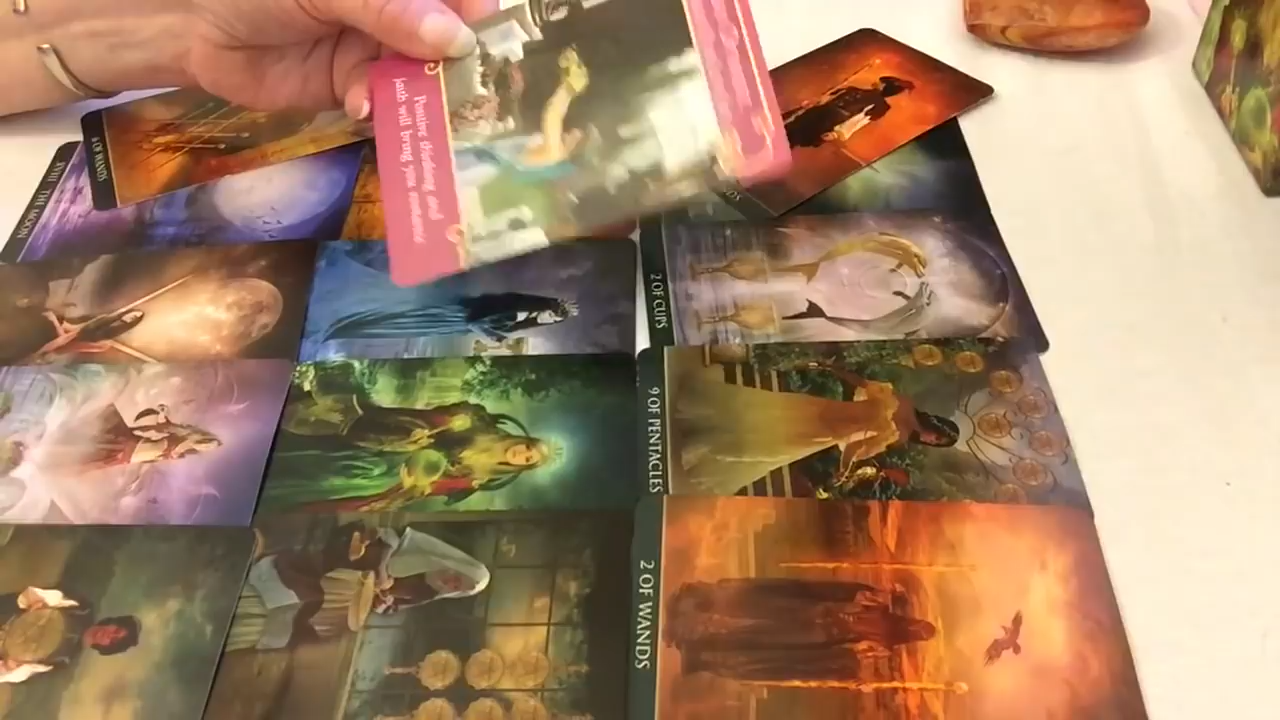 Positive thinking and
faith will bring you romance
8 OF WANDS
XVIII THE MOON
2 OF CUPS
9 OF PENTACLES
2 OF WANDS